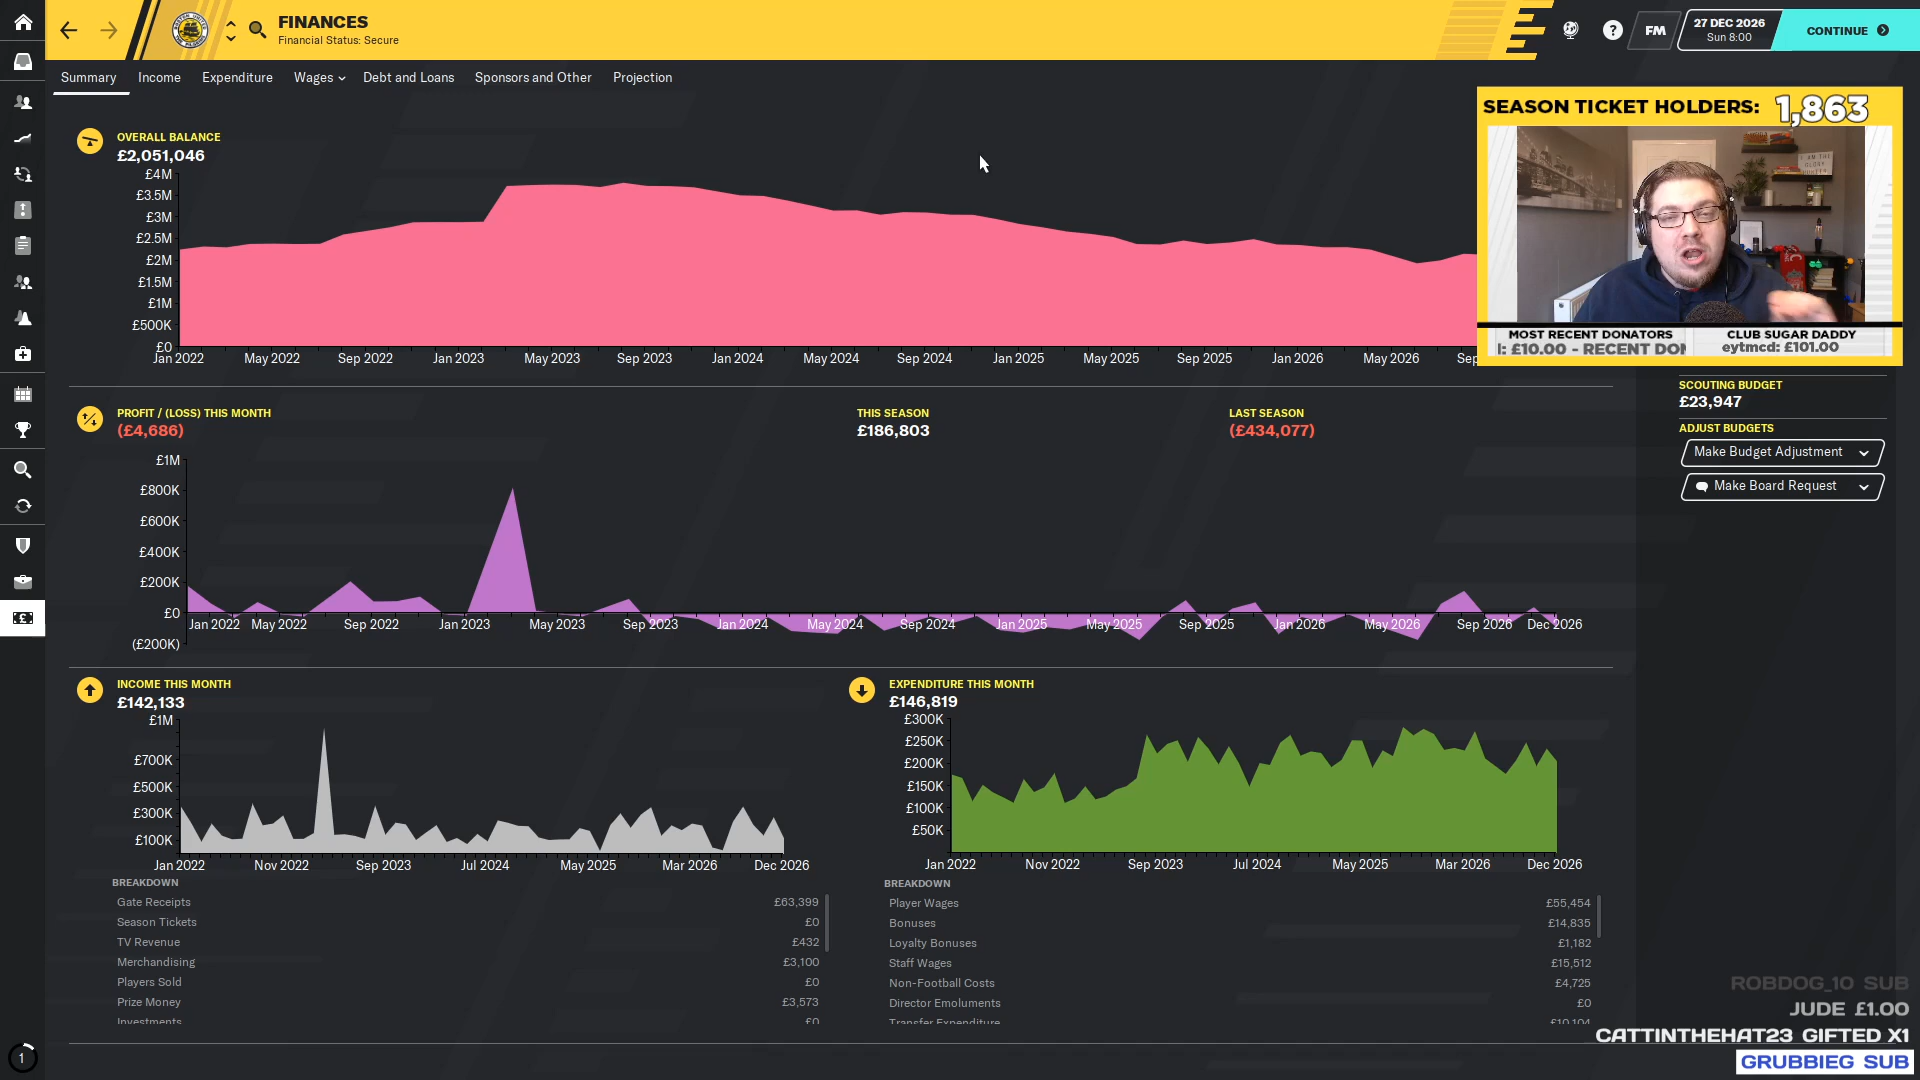 FINANCES
Financial Status: Secure
FM
27 DEC 2026
Sun 8:00
CONTINUE
Summary
Income
Expenditure
Wages
Debt and Loans
Sponsors and Other
Projection
SEASON TICKET HOLDERS: 1,863
MOST RECENT DONATORS
CLUB SUGAR DADDY
£10.00 - RECENT DON
eytmcd: £101.00
OVERALL BALANCE
£2,051,046
£4M
£3.5M
£3M
£2.5M
£2M
£1.5M
£1M
£500K
£0
Jan 2022 May 2022 Sep 2022 Jan 2023 May 2023 Sep 2023 Jan 2024 May 2024 Sep 2024 Jan 2025 May 2025 Sep 2025 Jan 2026 May 2026 Sep
SCOUTING BUDGET
£23,947
ADJUST BUDGETS
Make Budget Adjustment
Make Board Request
PROFIT / (LOSS) THIS MONTH
(£4,686)
THIS SEASON
£186,803
LAST SEASON
(£434,077)
£1M
£800K
£600K
£400K
£200K
£0
(£200K)
Jan 2022 May 2022 Sep 2022 Jan 2023 May 2023 Sep 2023 Jan 2024 May 2024 Sep 2024 Jan 2025 May 2025 Sep 2025 Jan 2026 May 2026 Sep 2026 Dec 2026
INCOME THIS MONTH
£142,133
£1M
£700K
£500K
£300K
£100K
Jan 2022 Nov 2022 Sep 2023 Jul 2024 May 2025 Mar 2026 Dec 2026
BREAKDOWN
Gate Receipts £63,399
Season Tickets £0
TV Revenue £432
Merchandising £3,100
Players Sold £0
Prize Money £3,573
Investments £0
EXPENDITURE THIS MONTH
£146,819
£300K
£250K
£200K
£150K
£100K
£50K
Jan 2022 Nov 2022 Sep 2023 Jul 2024 May 2025 Mar 2026 Dec 2026
BREAKDOWN
Player Wages £55,454
Bonuses £14,835
Loyalty Bonuses £1,182
Staff Wages £15,512
Non-Football Costs £4,725
Director Emoluments £0
Transfer Expenditure £10,104
ROBDOG_10 SUB
JUDE £1.00
CATTINTHEHAT23 GIFTED X1
GRUBBIEG SUB
1